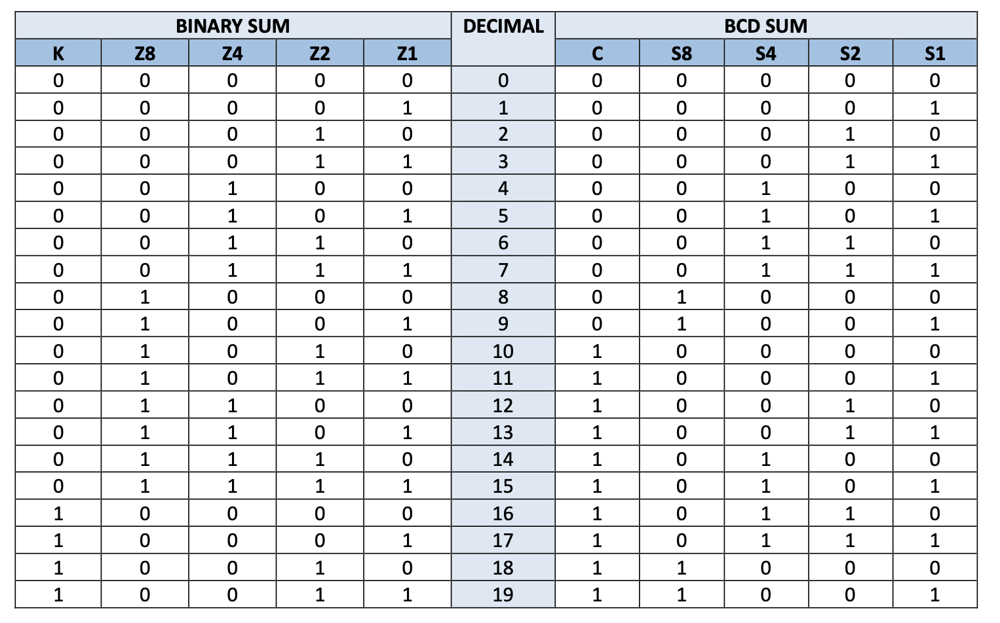 BINARY SUM DECIMAL BCD SUM
K Z8 Z4 Z2 Z1 C S8 S4 S2 S1
0 0 0 0 0 0 0 0 0 0 0
0 0 0 0 1 1 0 0 0 0 1
0 0 0 1 0 2 0 0 0 1 0
0 0 0 1 1 3 0 0 0 1 1
0 0 1 0 0 4 0 0 1 0 0
0 0 1 0 1 5 0 0 1 0 1
0 0 1 1 0 6 0 0 1 1 0
0 0 1 1 1 7 0 0 1 1 1
0 1 0 0 0 8 0 1 0 0 0
0 1 0 0 1 9 0 1 0 0 1
0 1 0 1 0 10 1 0 0 0 0
0 1 0 1 1 11 1 0 0 0 1
0 1 1 0 0 12 1 0 0 1 0
0 1 1 0 1 13 1 0 0 1 1
0 1 1 1 0 14 1 0 1 0 0
0 1 1 1 1 15 1 0 1 0 1
1 0 0 0 0 16 1 0 1 1 0
1 0 0 0 1 17 1 0 1 1 1
1 0 0 1 0 18 1 1 0 0 0
1 0 0 1 1 19 1 1 0 0 1